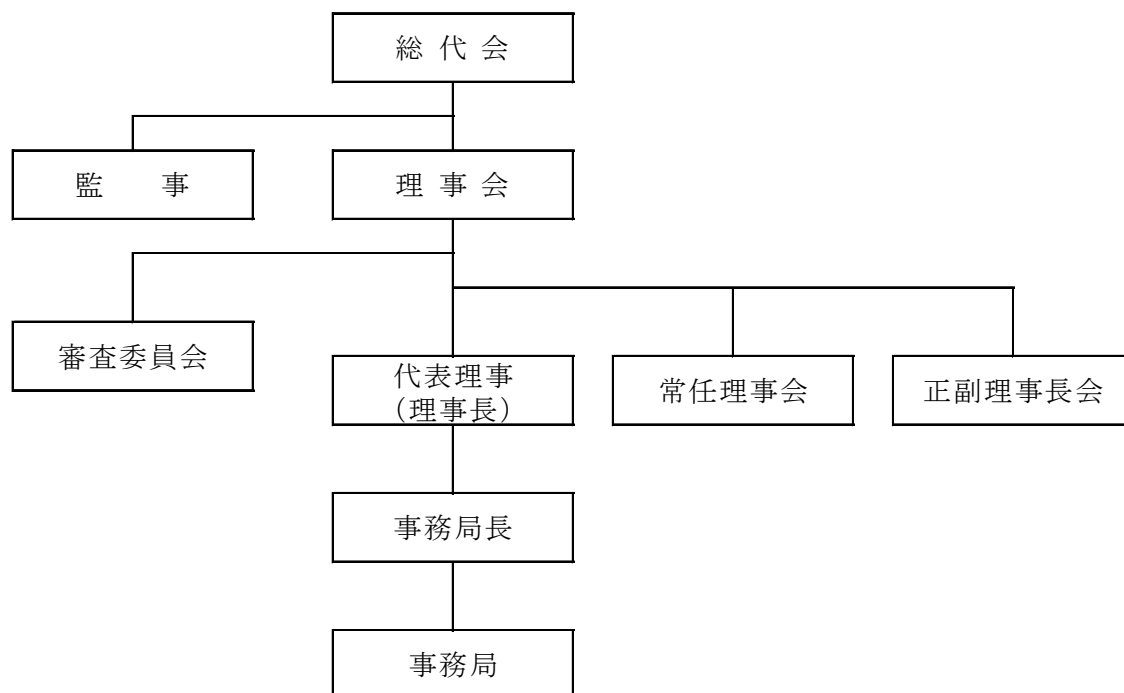 総 代 会
監 事
理 事 会
審査委員会
代表理事
(理事長)
常任理事会
正副理事長会
事務局長
事務局